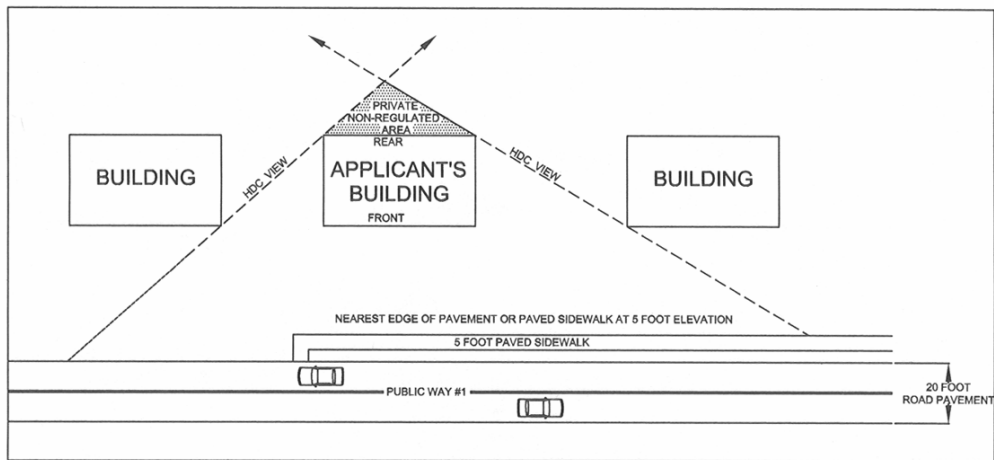 PRIVATE
NON-REGULATED
AREA
REAR
HDC VIEW
HDC VIEW
BUILDING
APPLICANT'S
BUILDING
FRONT
BUILDING
NEAREST EDGE OF PAVEMENT OR PAVED SIDEWALK AT 5 FOOT ELEVATION
5 FOOT PAVED SIDEWALK
PUBLIC WAY #1
20 FOOT
ROAD PAVEMENT